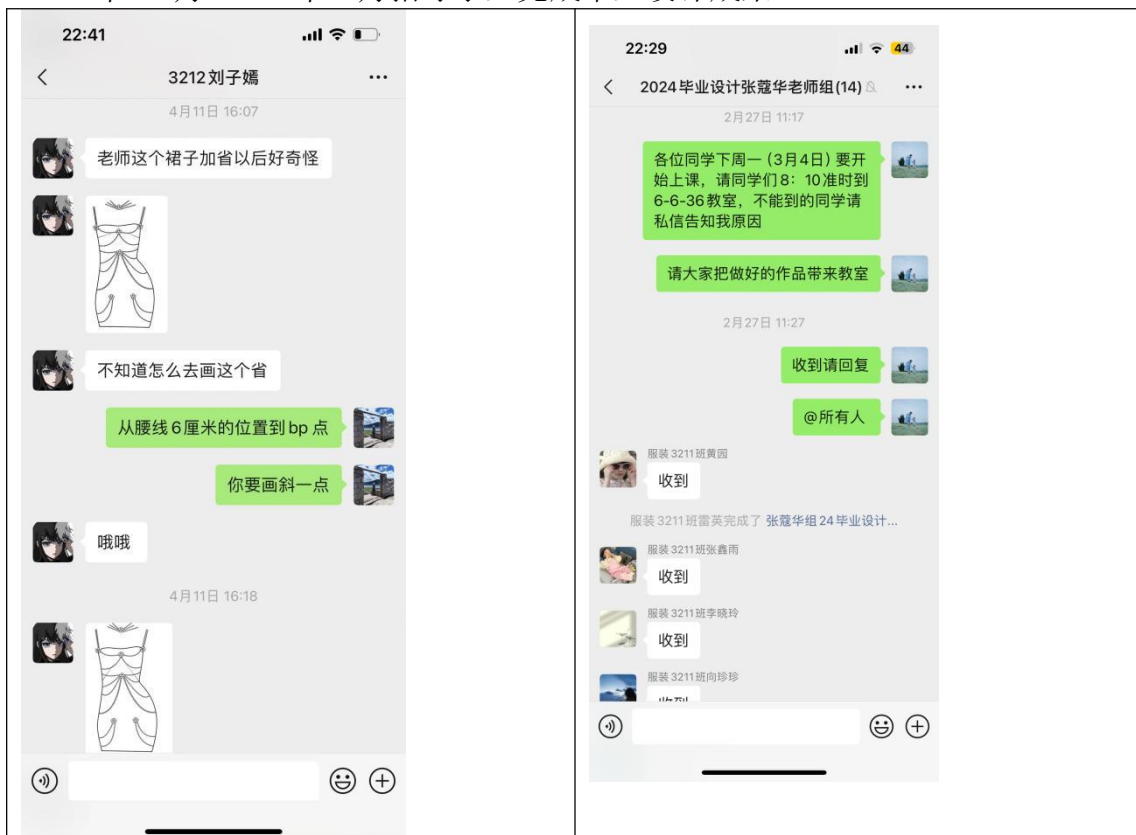 22:41
3212刘子嫣
4月11日 16:07
老师这个裙子加省以后好奇怪
不知道怎么去画这个省
从腰线6厘米的位置到bp点
你要画斜一点
哦哦
4月11日 16:18
22:29
44
2024毕业设计张蔻华老师组(14)
2月27日 11:17
各位同学下周一(3月4日)要开
始上课,请同学们8:10准时到
6-6-36教室,不能到的同学请
私信告知我原因
请大家把做好的作品带来教室
2月27日 11:27
收到请回复
@所有人
服装3211班黄园
收到
服装3211班雷英完成了 张蔻华组24毕业设计...
服装3211班张鑫雨
收到
服装3211班李晓玲
收到
服装3211班向珍珍